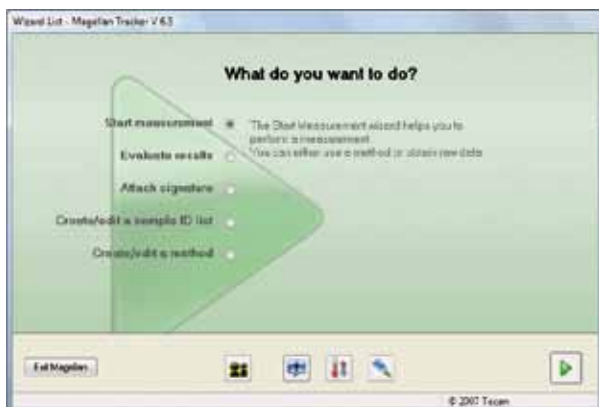 Wizard List - Magellan Tracker V 6.3
What do you want to do?
Start measurement
The Start Measurement wizard helps you to
perform a measurement.
You can either use a method or obtain raw data
Evaluate results
Attach signature
Create/edit a sample ID list
Create/edit a method
Exit Magellan
© 2007 Tecan